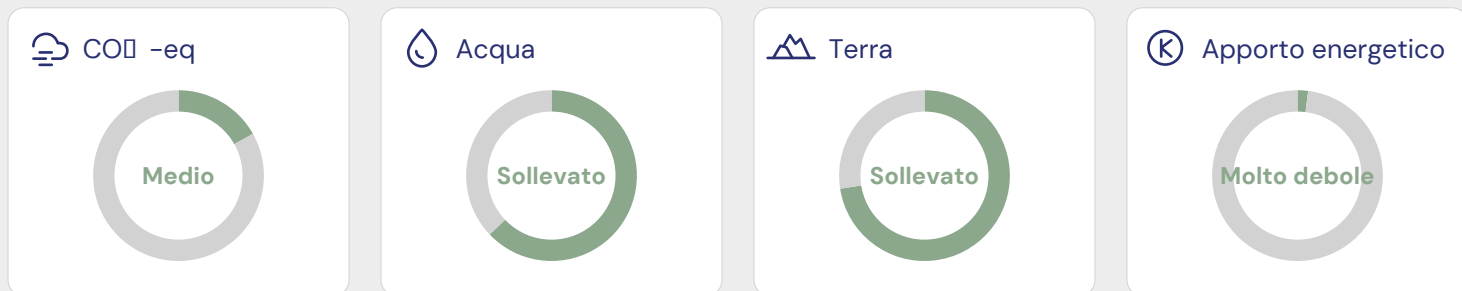 CO▯ -eq
Acqua
Terra
Apporto energetico
Medio
Sollevato
Sollevato
Molto debole